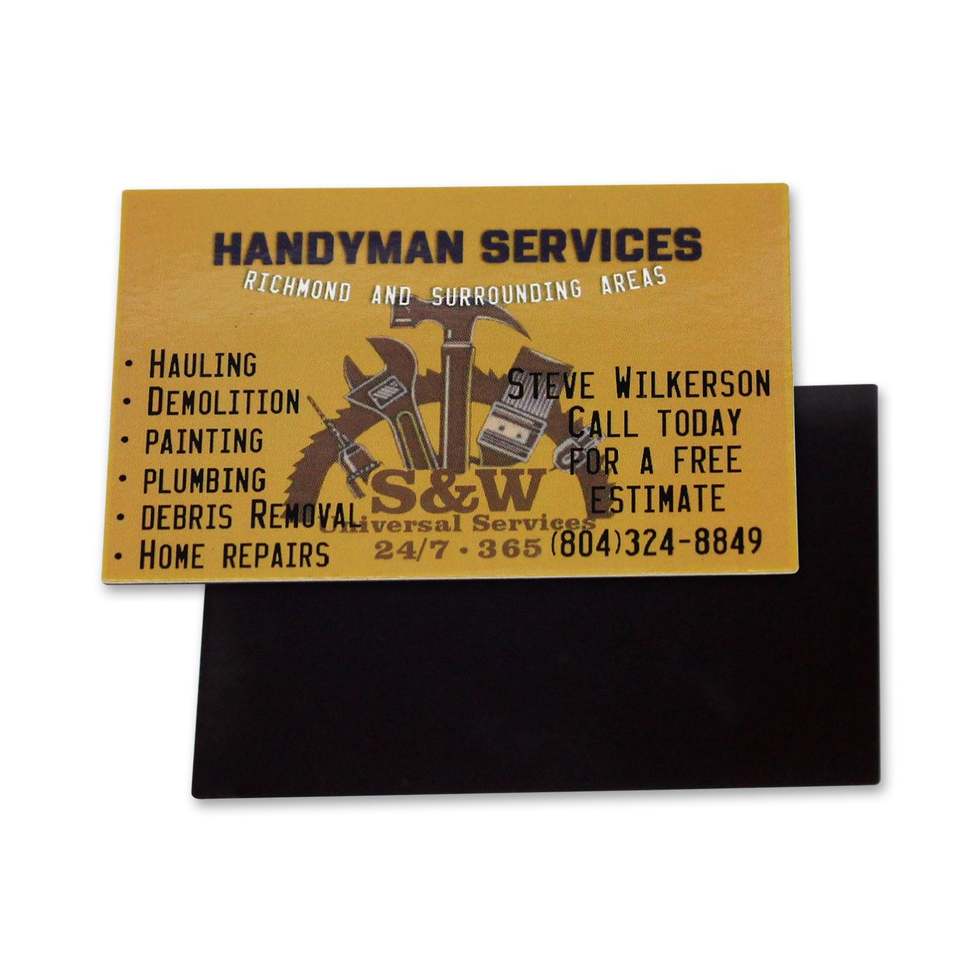 HANDYMAN SERVICES
RICHMOND AND SURROUNDING AREAS
• HAULING
• DEMOLITION
• PAINTING
• PLUMBING
• DEBRIS REMOVAL
• HOME REPAIRS
S&W
Universal Services
24/7 · 365
STEVE WILKERSON
CALL TODAY
FOR A FREE
ESTIMATE
(804)324-8849